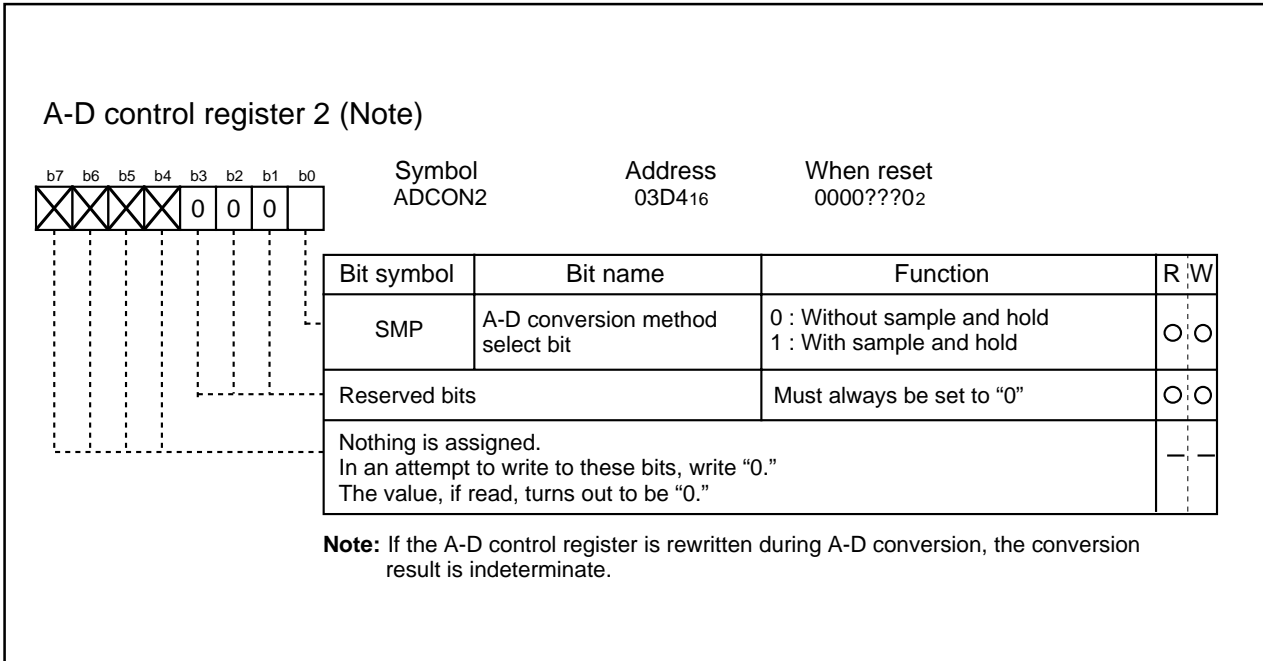 A-D control register 2 (Note)
b7 b6 b5 b4 b3 b2 b1 b0
0 0 0
Symbol Address When reset
ADCON2 03D416 0000???02
Bit symbol Bit name Function R W
SMP A-D conversion method select bit 0 : Without sample and hold
1 : With sample and hold
Reserved bits Must always be set to “0”
Nothing is assigned.
In an attempt to write to these bits, write “0.”
The value, if read, turns out to be “0.”
Note: If the A-D control register is rewritten during A-D conversion, the conversion
result is indeterminate.